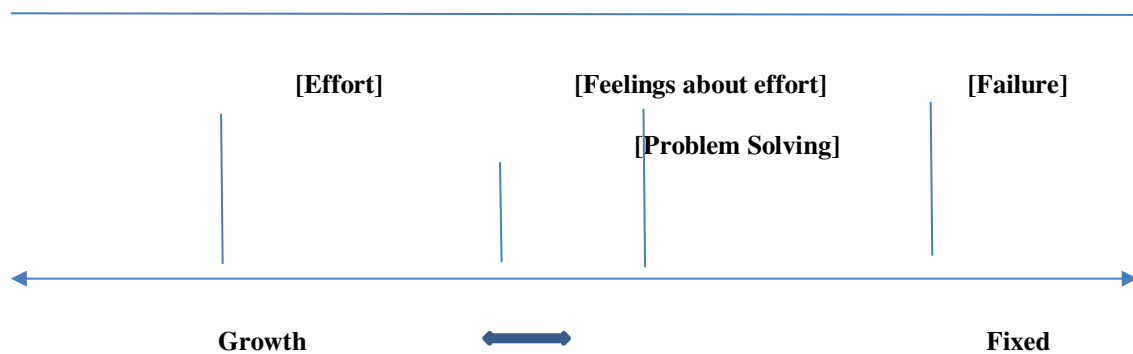 [Effort] [Feelings about effort] [Failure]
[Problem Solving]
Growth Fixed